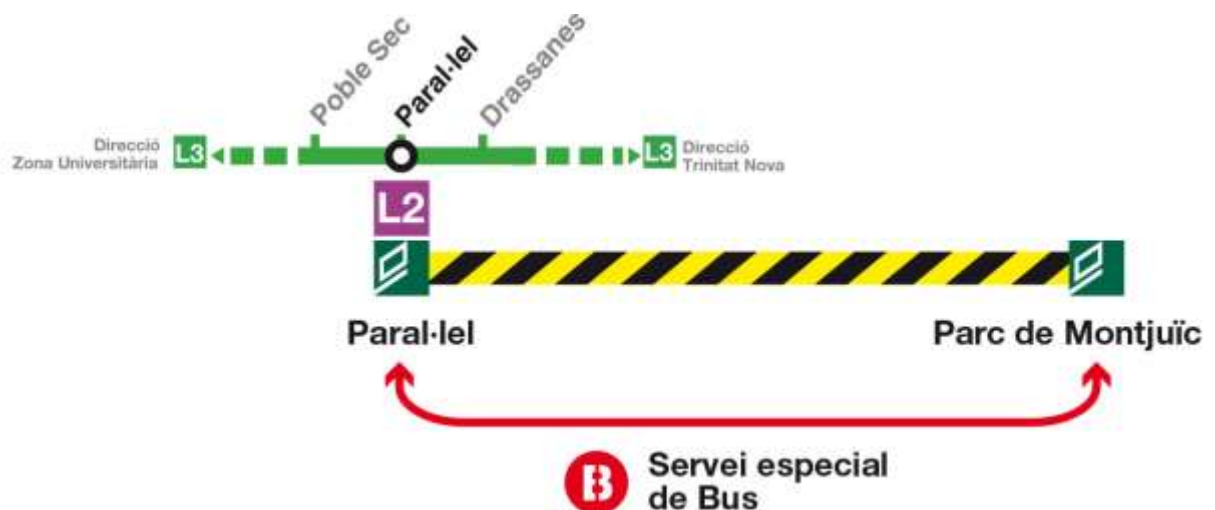 Poble Sec
Paral·lel
Drassanes
Direcció
Zona Universitària
L3
L3
Direcció
Trinitat Nova
L2
Paral·lel
Parc de Montjuïc
B
Servei especial
de Bus